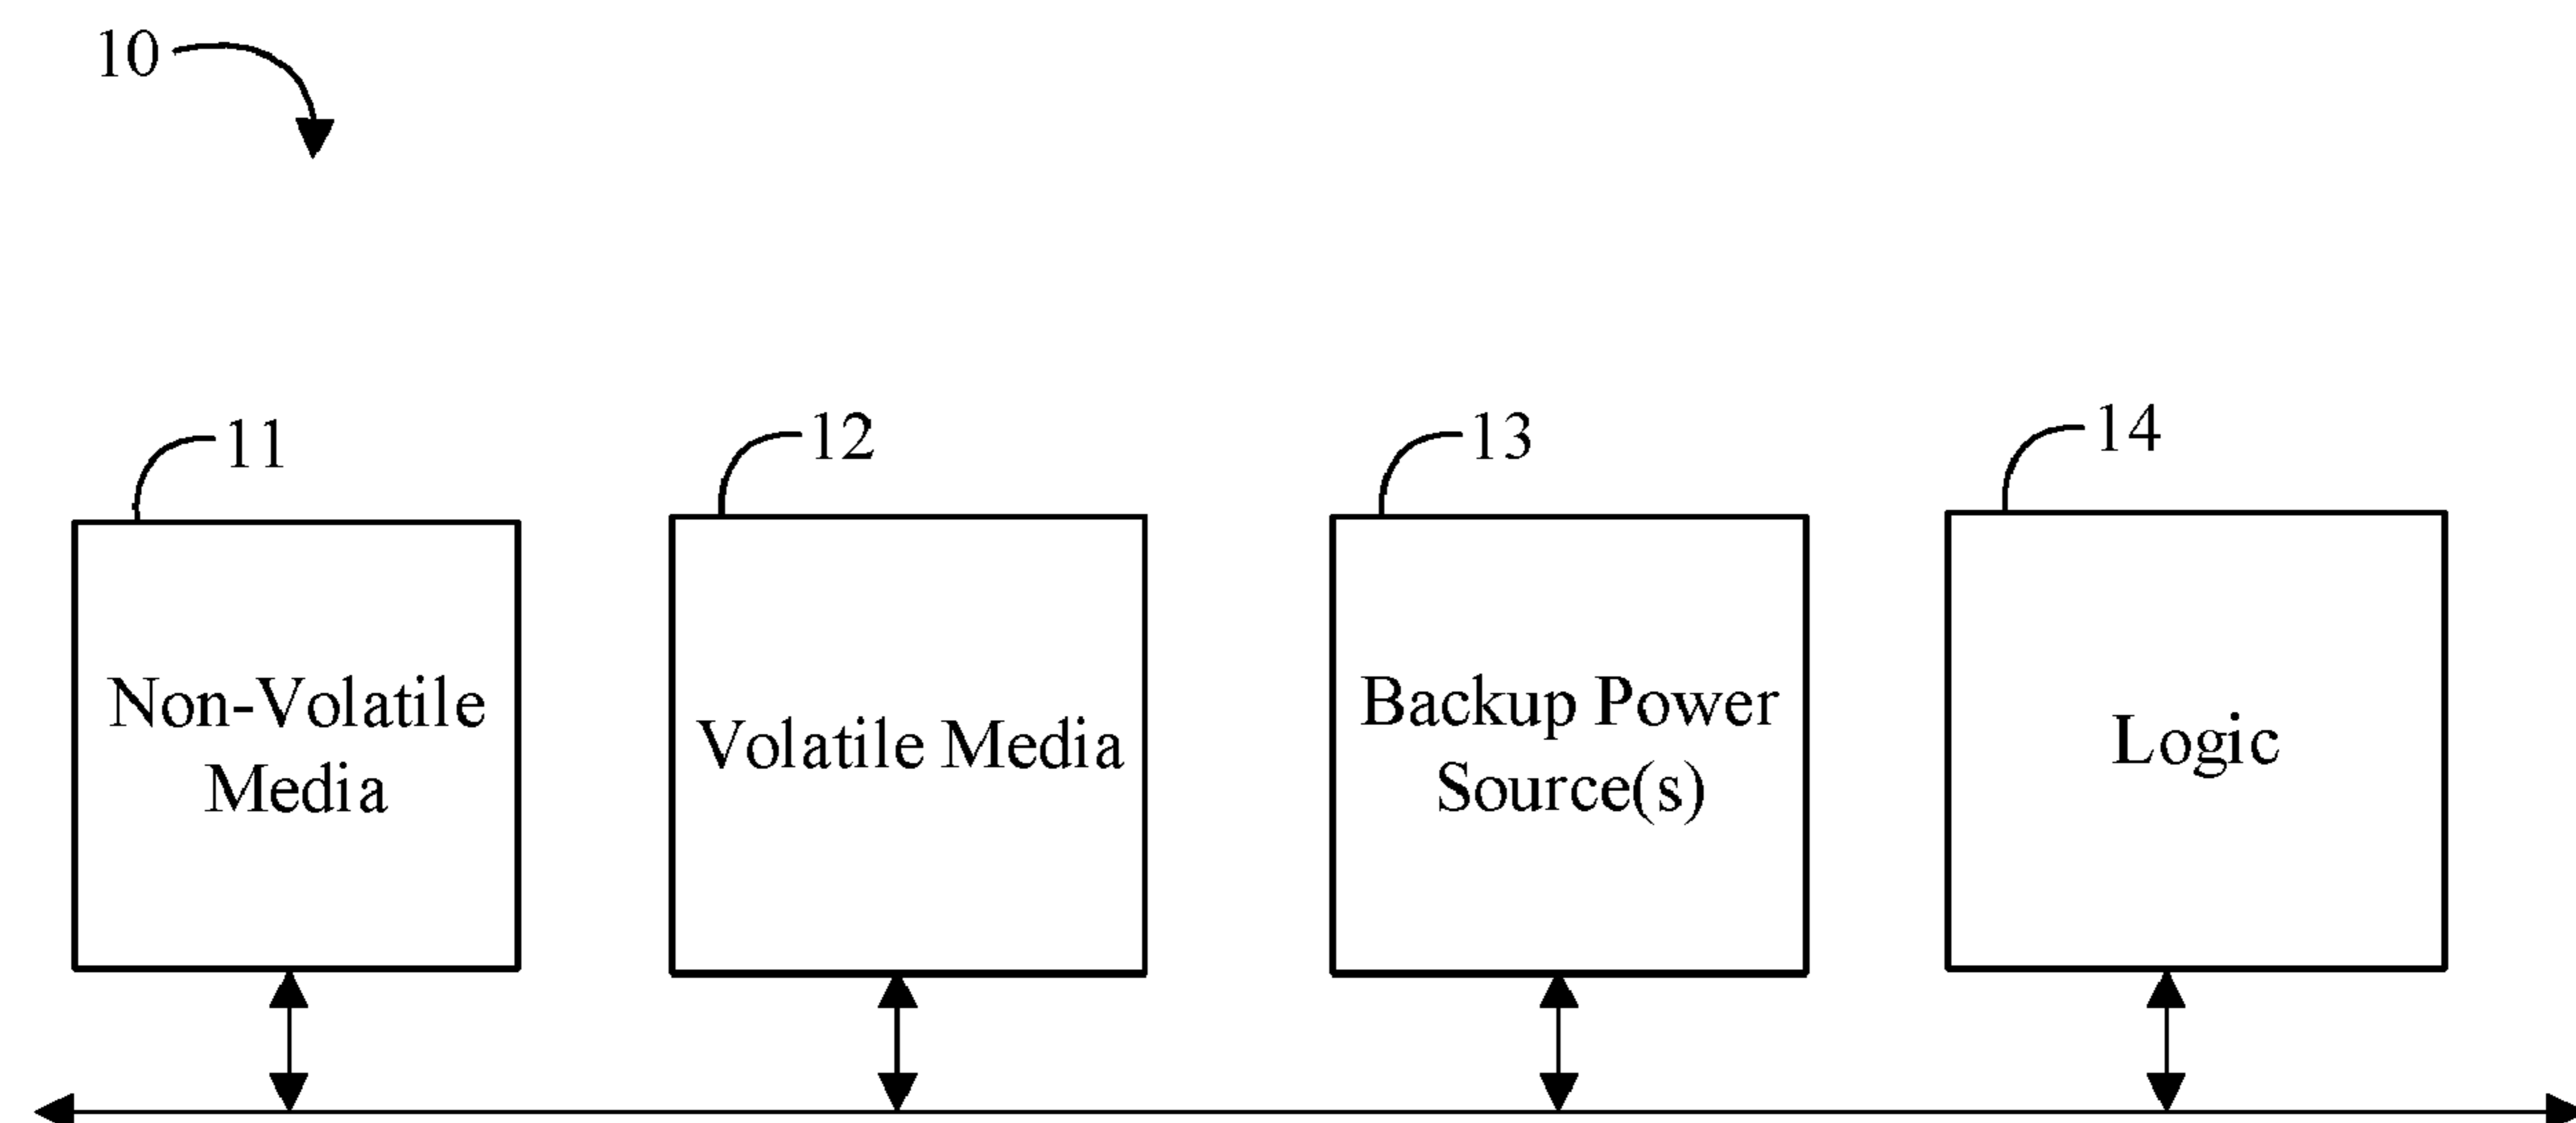 10
11
12
13
14
Non-Volatile
Media
Volatile Media
Backup Power
Source(s)
Logic